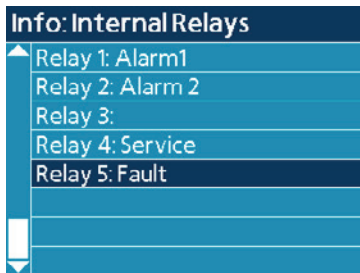 Info: Internal Relays
Relay 1: Alarm1
Relay 2: Alarm 2
Relay 3:
Relay 4: Service
Relay 5: Fault